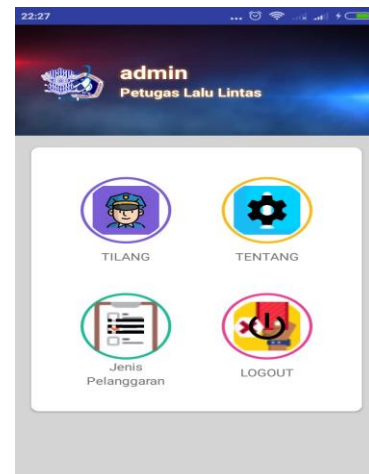 22:27
admin
Petugas Lalu Lintas
TILANG
TENTANG
Jenis
Pelanggaran
LOGOUT